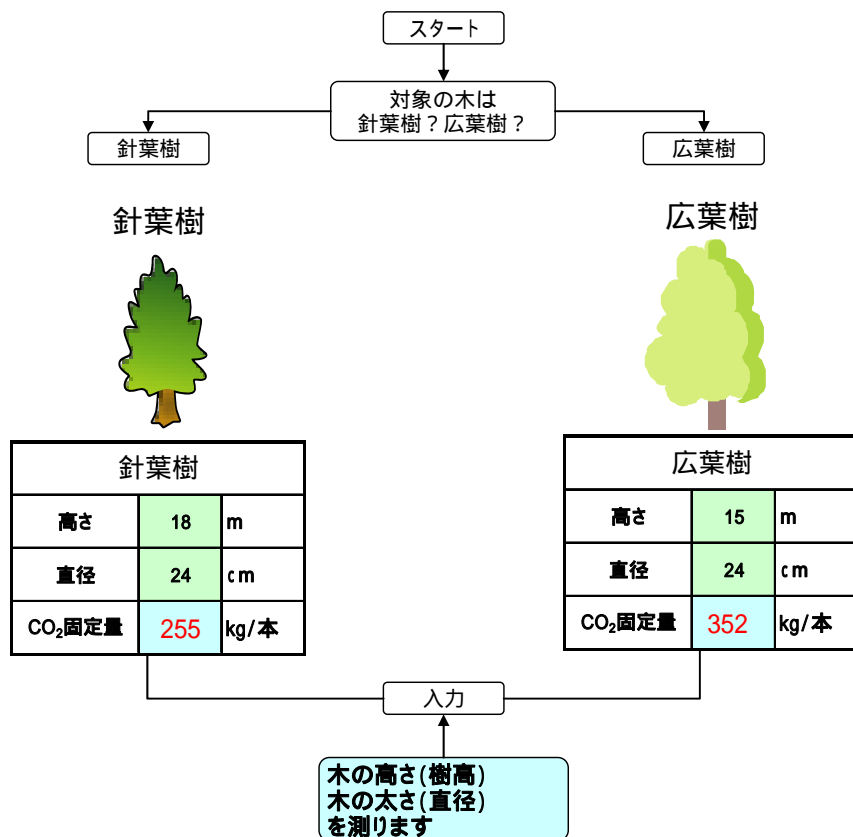 スタート
対象の木は
針葉樹？広葉樹？
針葉樹
広葉樹
針葉樹
広葉樹
針葉樹
高さ 18 m
直径 24 cm
CO₂固定量 255 kg/本
広葉樹
高さ 15 m
直径 24 cm
CO₂固定量 352 kg/本
入力
木の高さ(樹高)
木の太さ(直径)
を測ります